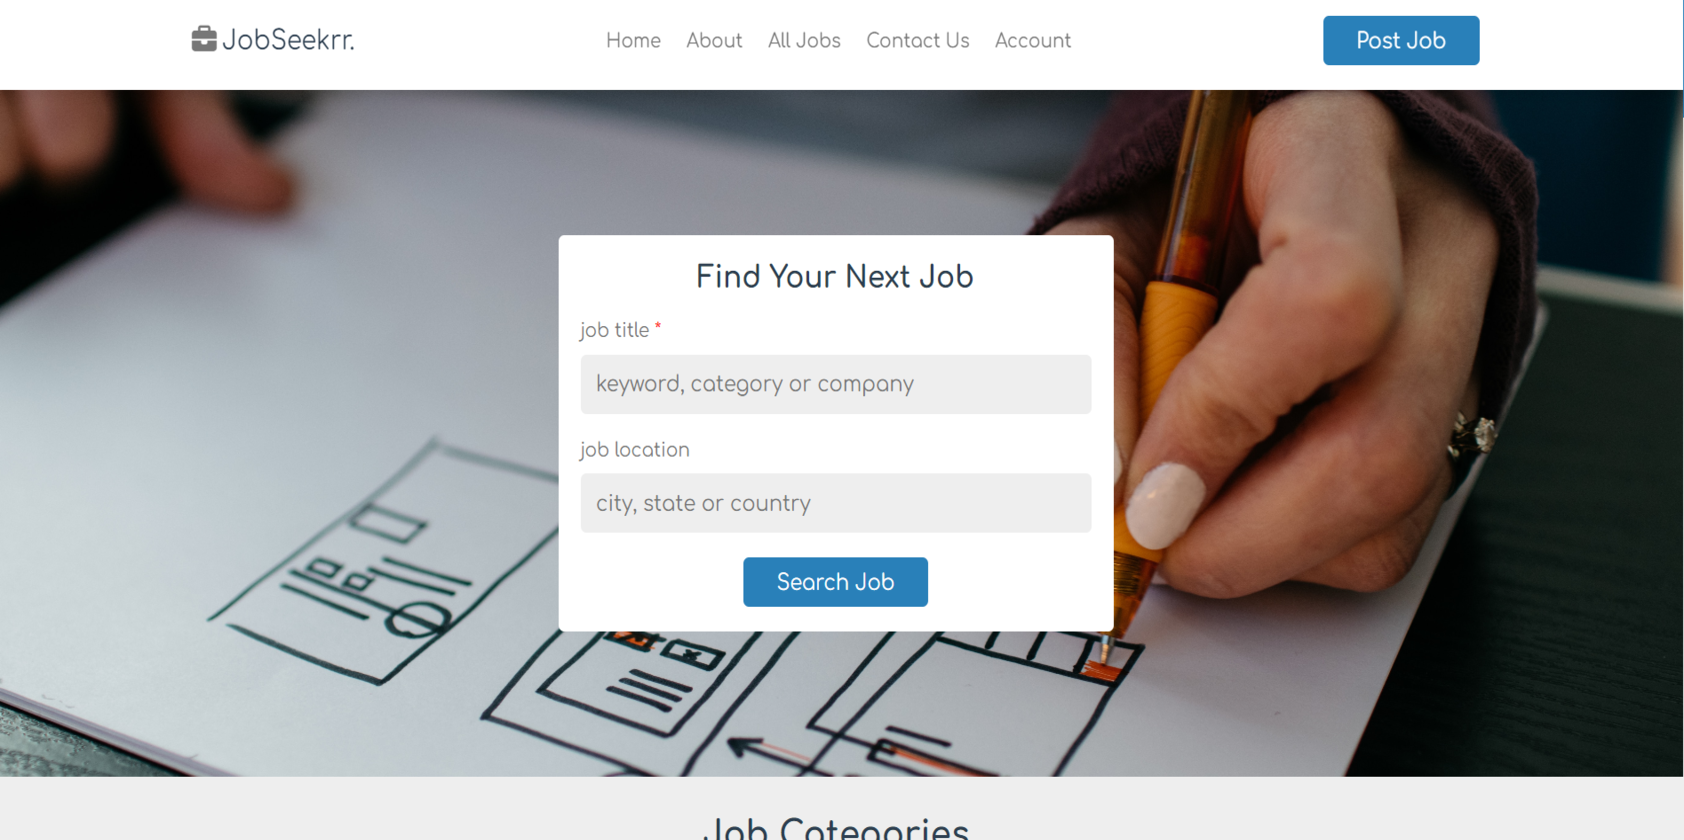 JobSeekrr.
Home About All Jobs Contact Us Account
Post Job
Find Your Next Job
job title *
keyword, category or company
job location
city, state or country
Search Job
Job Categories